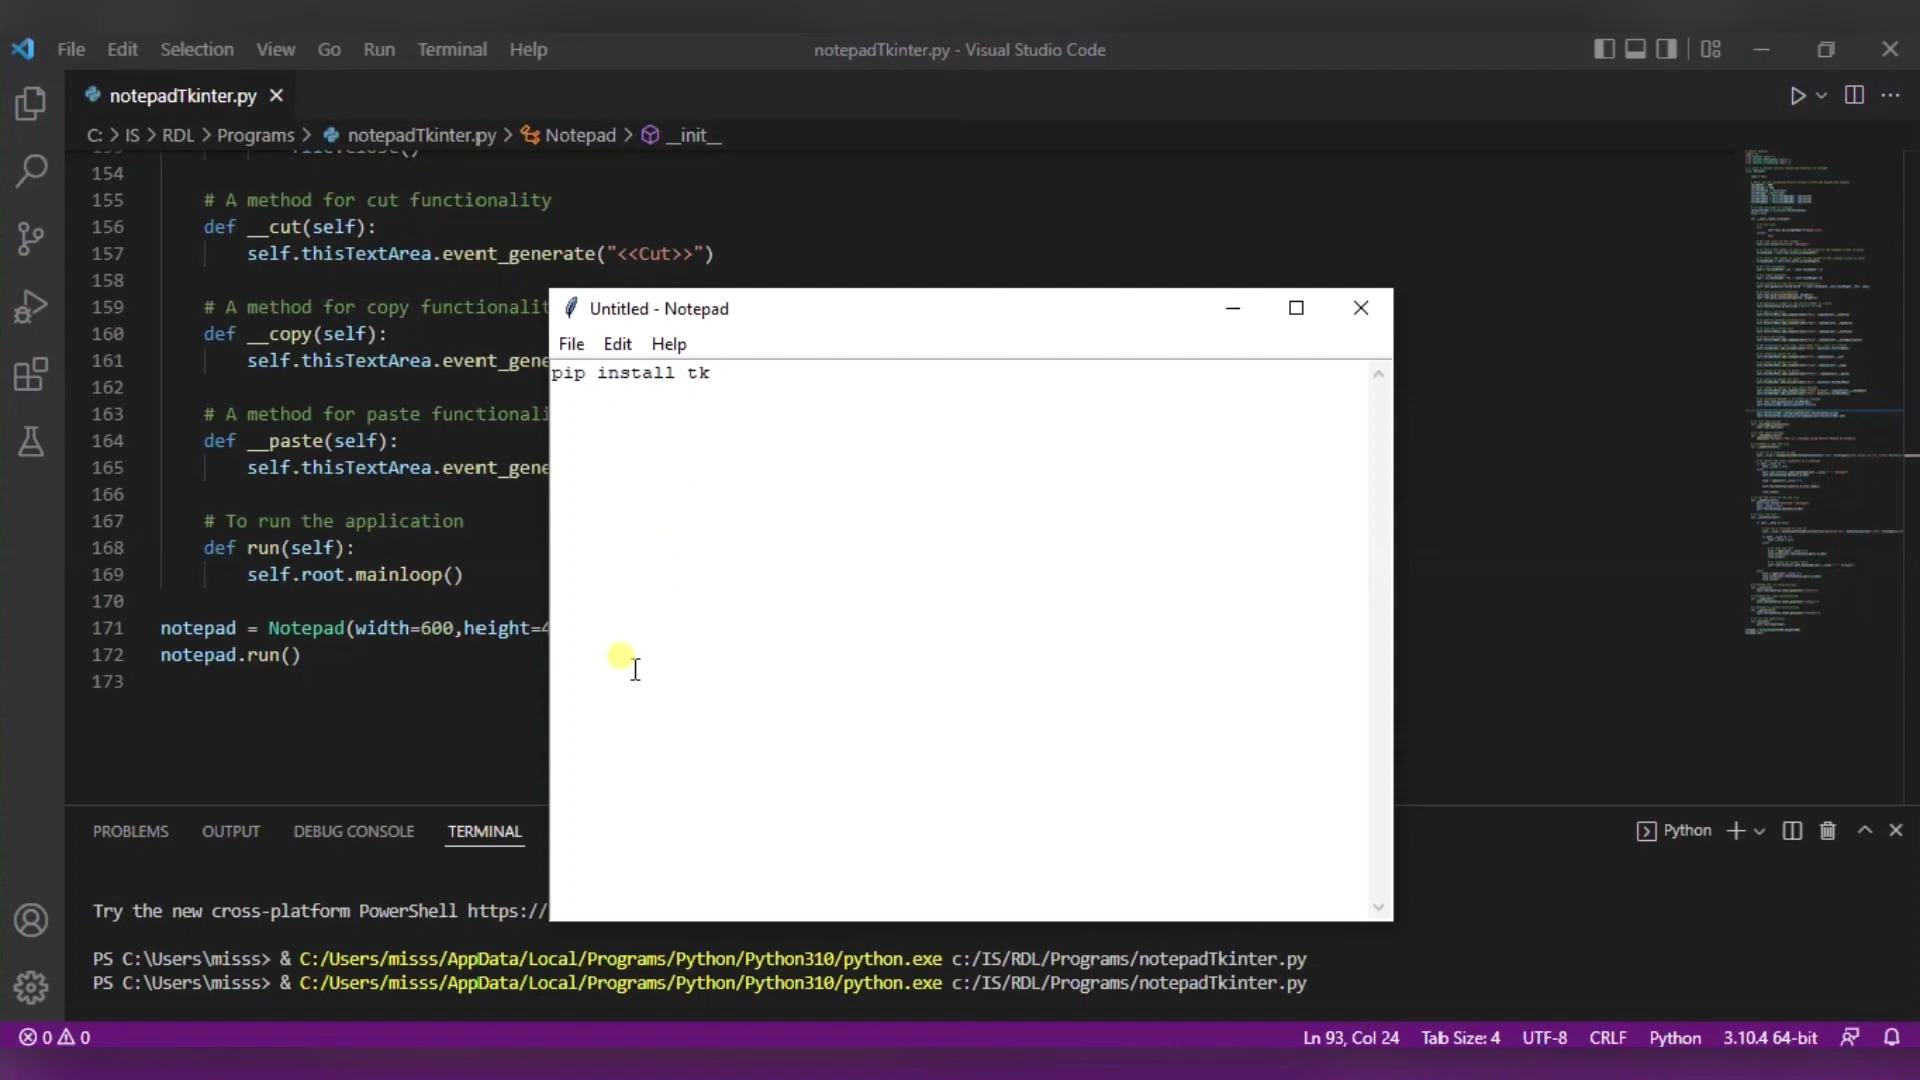 File Edit Selection View Go Run Terminal Help
notepadTkinter.py - Visual Studio Code
notepadTkinter.py
C: > IS > RDL > Programs > notepadTkinter.py > Notepad > __init__
154
155 # A method for cut functionality
156 def __cut(self):
157 self.thisTextArea.event_generate("<<Cut>>")
158
159 # A method for copy functionalit
160 def __copy(self):
161 self.thisTextArea.event_gene
162
163 # A method for paste functionali
164 def __paste(self):
165 self.thisTextArea.event_gene
166
167 # To run the application
168 def run(self):
169 self.root.mainloop()
170
171 notepad = Notepad(width=600,height=4
172 notepad.run()
173
Untitled - Notepad
File Edit Help
pip install tk
PROBLEMS OUTPUT DEBUG CONSOLE TERMINAL
Python
Try the new cross-platform PowerShell https://
PS C:\Users\misss> & C:/Users/misss/AppData/Local/Programs/Python/Python310/python.exe c:/IS/RDL/Programs/notepadTkinter.py
PS C:\Users\misss> & C:/Users/misss/AppData/Local/Programs/Python/Python310/python.exe c:/IS/RDL/Programs/notepadTkinter.py
0 0 Ln 93, Col 24 Tab Size: 4 UTF-8 CRLF Python 3.10.4 64-bit